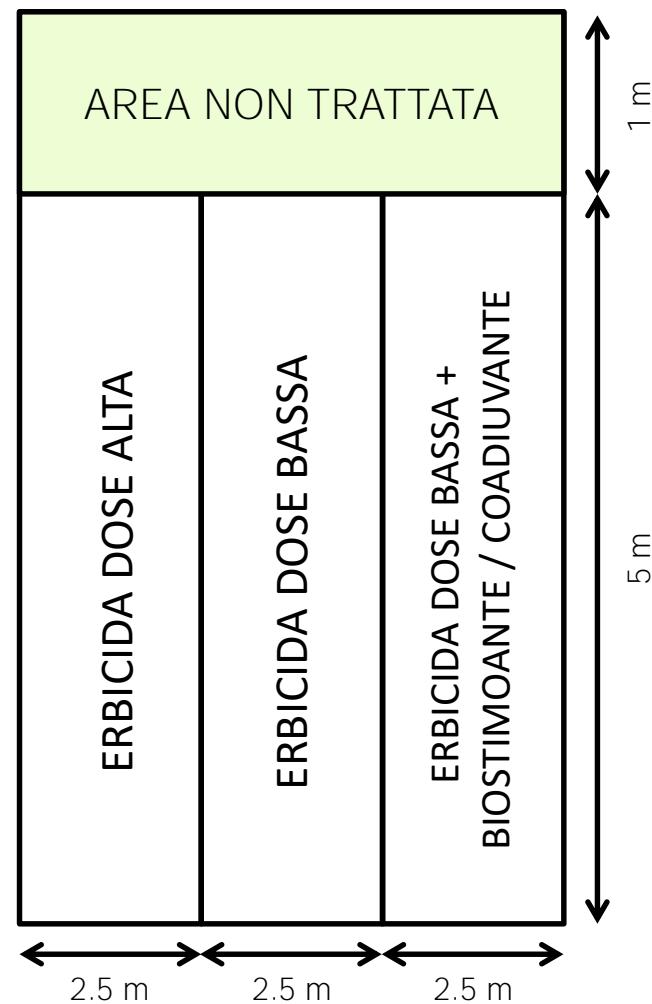 AREA NON TRATTATA
1 m
ERBICIDA DOSE ALTA
ERBICIDA DOSE BASSA
ERBICIDA DOSE BASSA +
BIOSTIMOANTE / COADIUVANTE
5 m
2.5 m
2.5 m
2.5 m